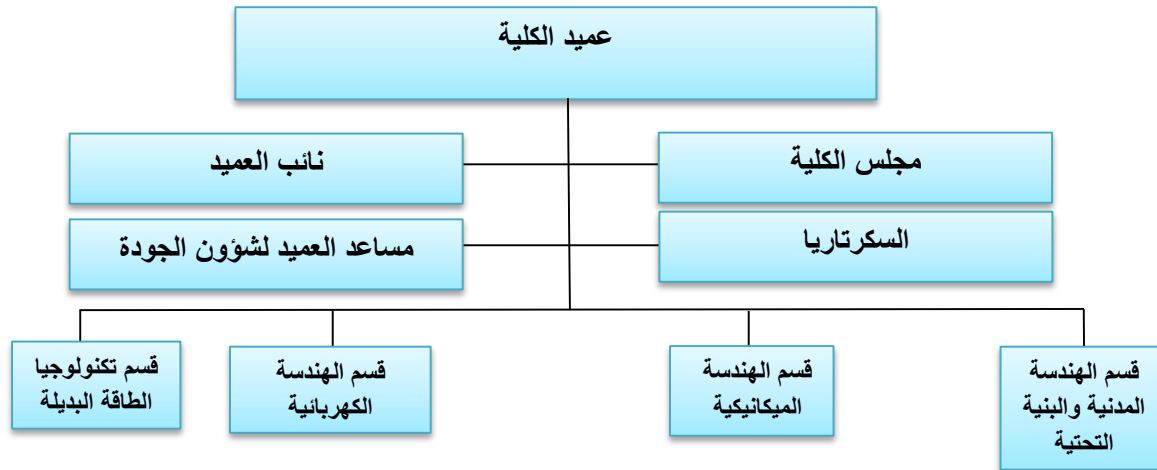 عميد الكلية
مجلس الكلية
نائب العميد
السكرتاريا
مساعد العميد لشؤون الجودة
قسم الهندسة
المدنية والبنية
التحتية
قسم الهندسة
الميكانيكية
قسم الهندسة
الكهربائية
قسم تكنولوجيا
الطاقة البديلة